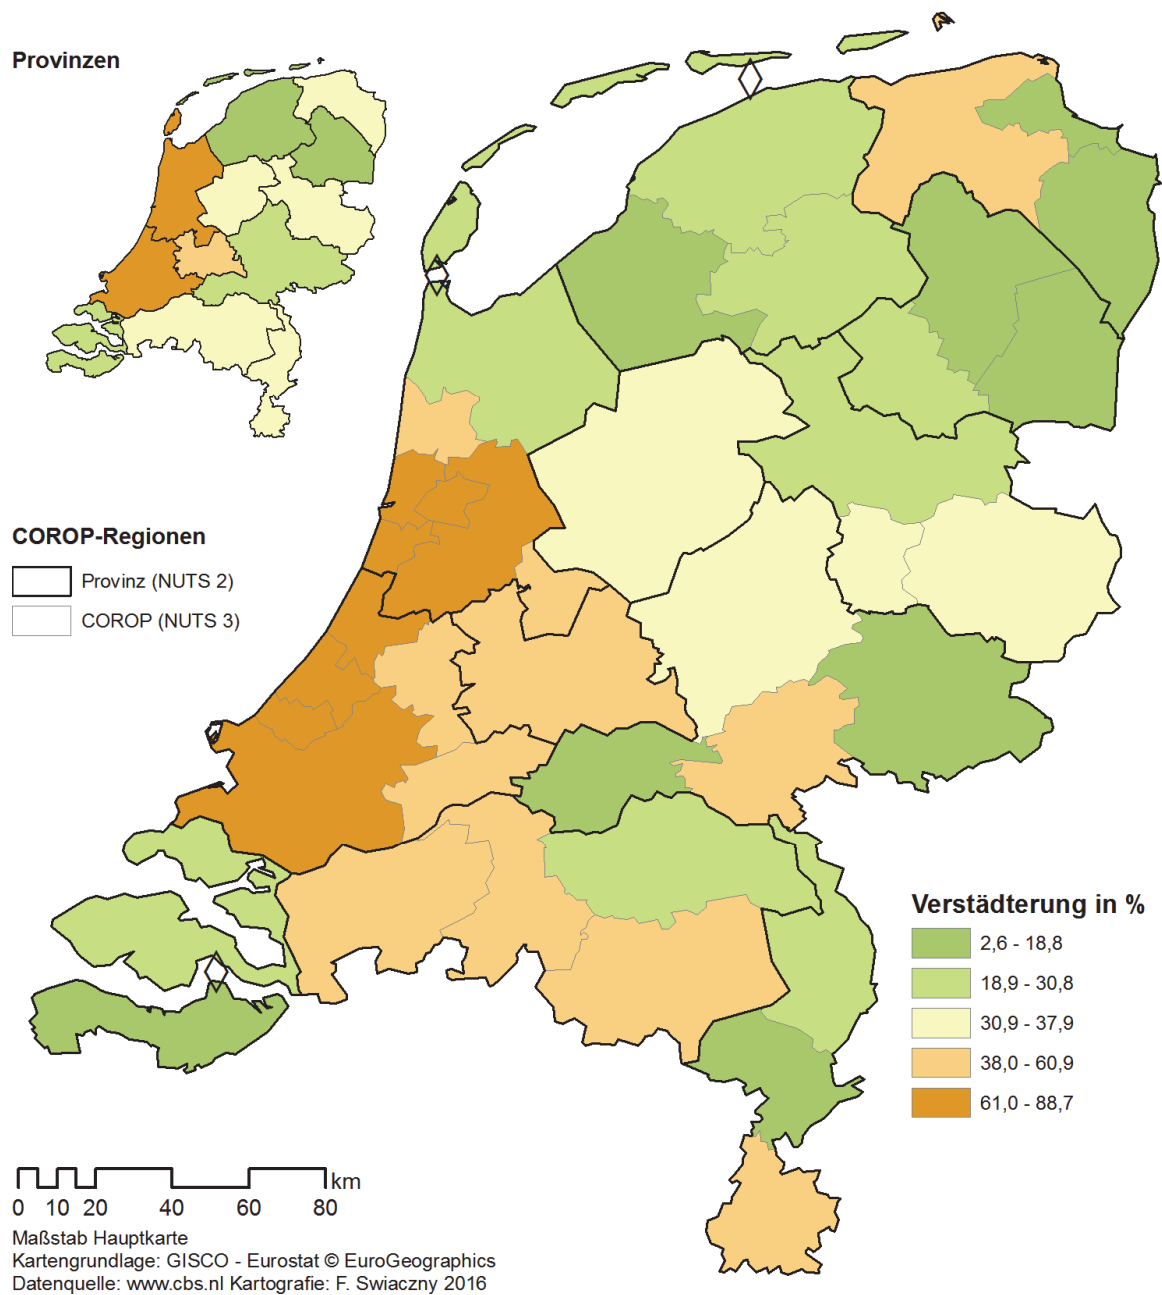 Provinzen
COROP-Regionen
Provinz (NUTS 2)
COROP (NUTS 3)
Verstädterung in %
2,6 - 18,8
18,9 - 30,8
30,9 - 37,9
38,0 - 60,9
61,0 - 88,7
km
0 10 20 40 60 80
Maßstab Hauptkarte
Kartengrundlage: GISCO - Eurostat © EuroGeographics
Datenquelle: www.cbs.nl Kartografie: F. Swiaczny 2016